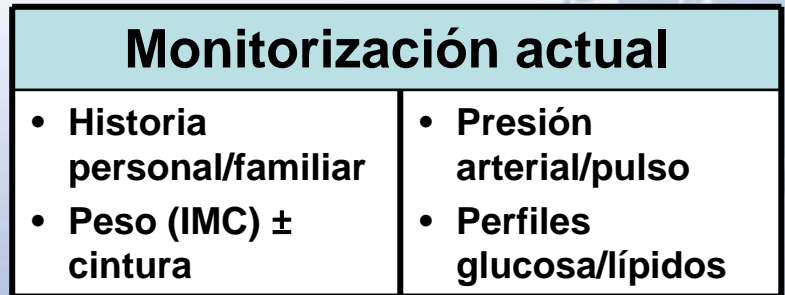 Monitorización actual
• Historia
personal/familiar
• Peso (IMC) ±
cintura
• Presión
arterial/pulso
• Perfiles
glucosa/lípidos